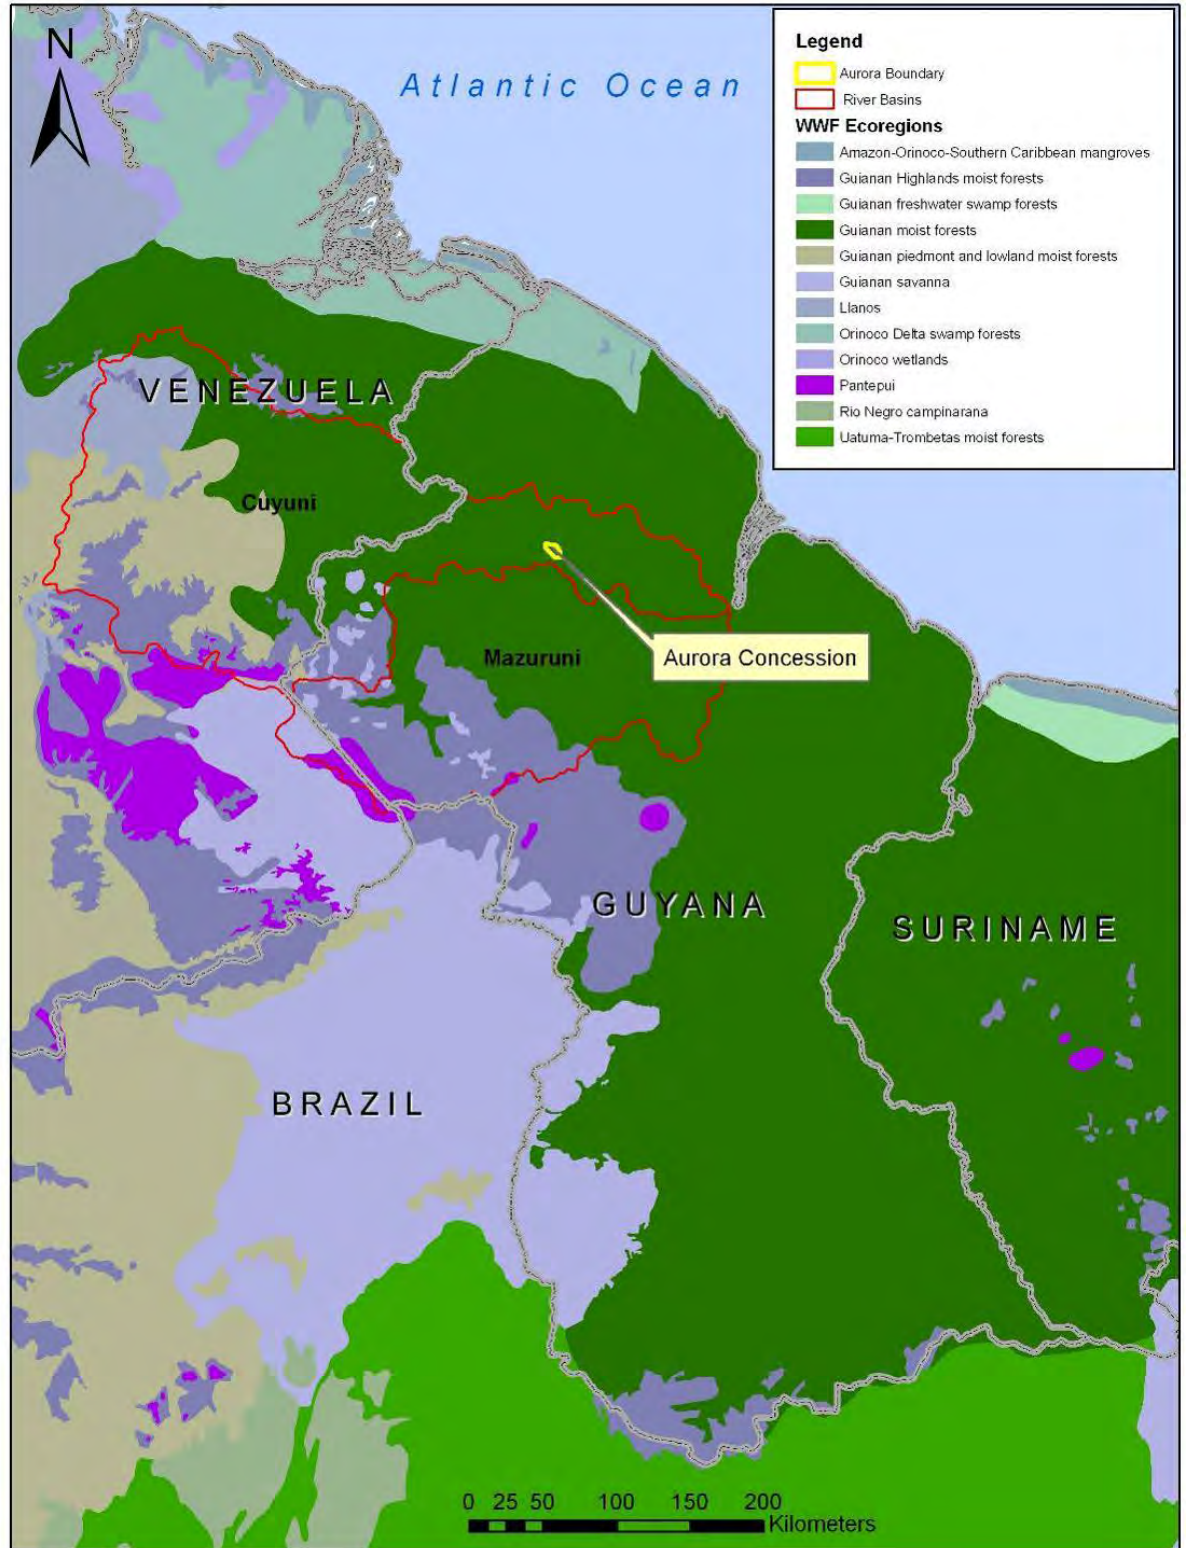 N
Atlantic Ocean
Legend
Aurora Boundary
River Basins
WWF Ecoregions
Amazon-Orinoco-Southern Caribbean mangroves
Guianan Highlands moist forests
Guianan freshwater swamp forests
Guianan moist forests
Guianan piedmont and lowland moist forests
Guianan savanna
Llanos
Orinoco Delta swamp forests
Orinoco wetlands
Pantepui
Rio Negro campinarana
Uatuma-Trombetas moist forests
VENEZUELA
Cuyuni
Mazuruni
Aurora Concession
GUYANA
SURINAME
BRAZIL
0 25 50 100 150 200
Kilometers